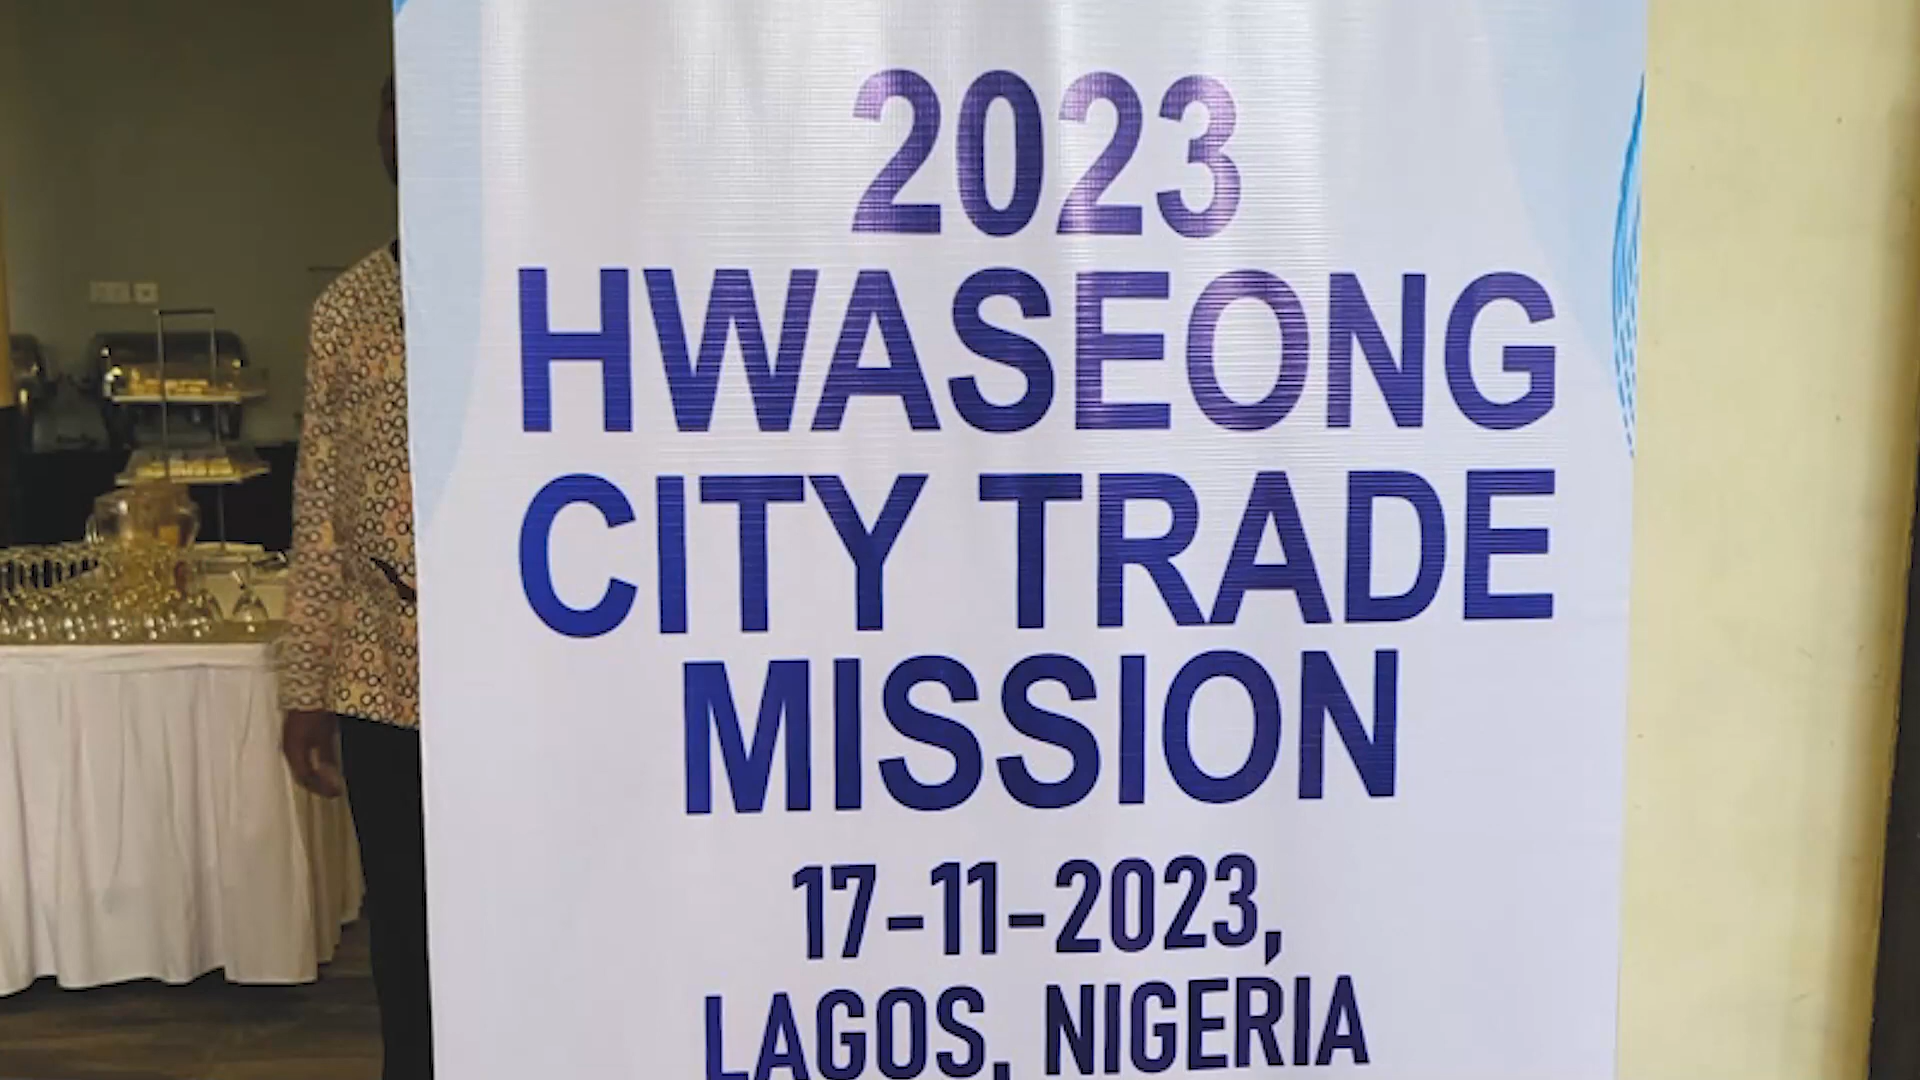 2023
HWASEONG
CITY TRADE
MISSION
17-11-2023,
LAGOS, NIGERIA